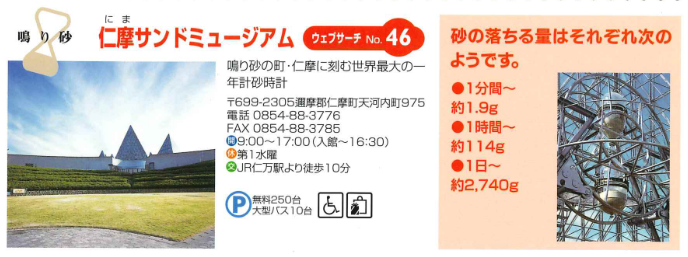 鳴り砂
にま
仁摩サンドミュージアム
ウェブサーチ No. 46
鳴り砂の町・仁摩に刻む世界最大の一
年計砂時計
〒699-2305邇摩郡仁摩町天河内町975
電話 0854-88-3776
FAX 0854-88-3785
開9:00〜17:00(入館〜16:30)
休第1水曜
交JR仁万駅より徒歩10分
P 無料250台
大型バス10台
砂の落ちる量はそれぞれ次の
ようです。
●1分間〜
約1.9g
●1時間〜
約114g
●1日〜
約2,740g